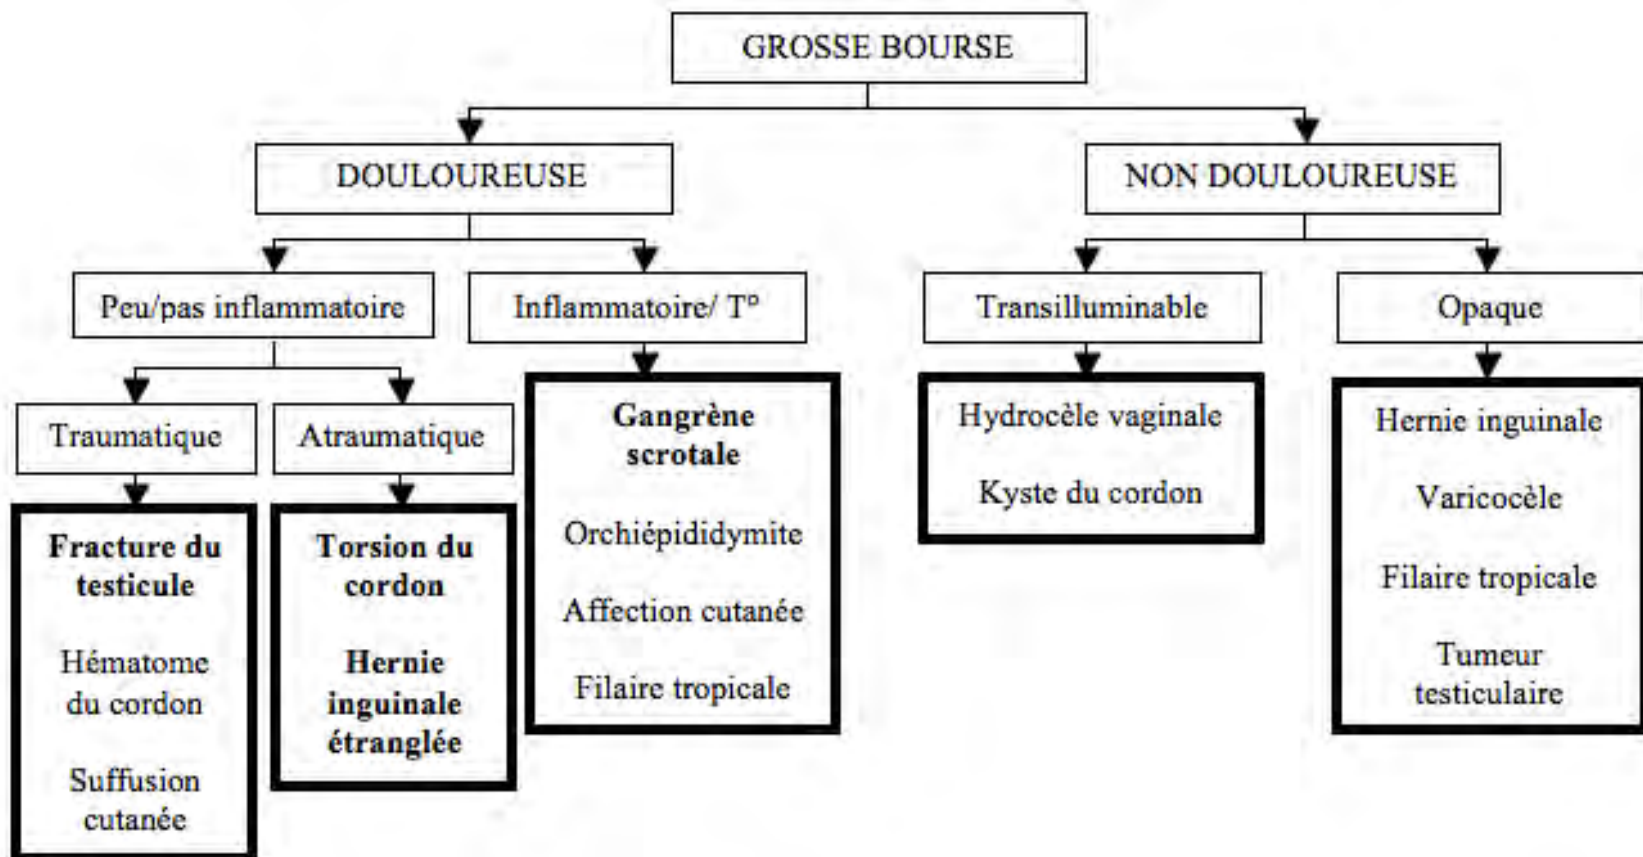 GROSSE BOURSE
DOULOUREUSE
NON DOULOUREUSE
Peu/pas inflammatoire
Inflammatoire/ T°
Transilluminable
Opaque
Traumatique
Atraumatique
Fracture du
testicule
Hématome
du cordon
Suffusion
cutanée
Torsion du
cordon
Hernie
inguinale
étranglée
Gangrène
scrotale
Orchiépididymite
Affection cutanée
Filaire tropicale
Hydrocèle vaginale
Kyste du cordon
Hernie inguinale
Varicocèle
Filaire tropicale
Tumeur
testiculaire